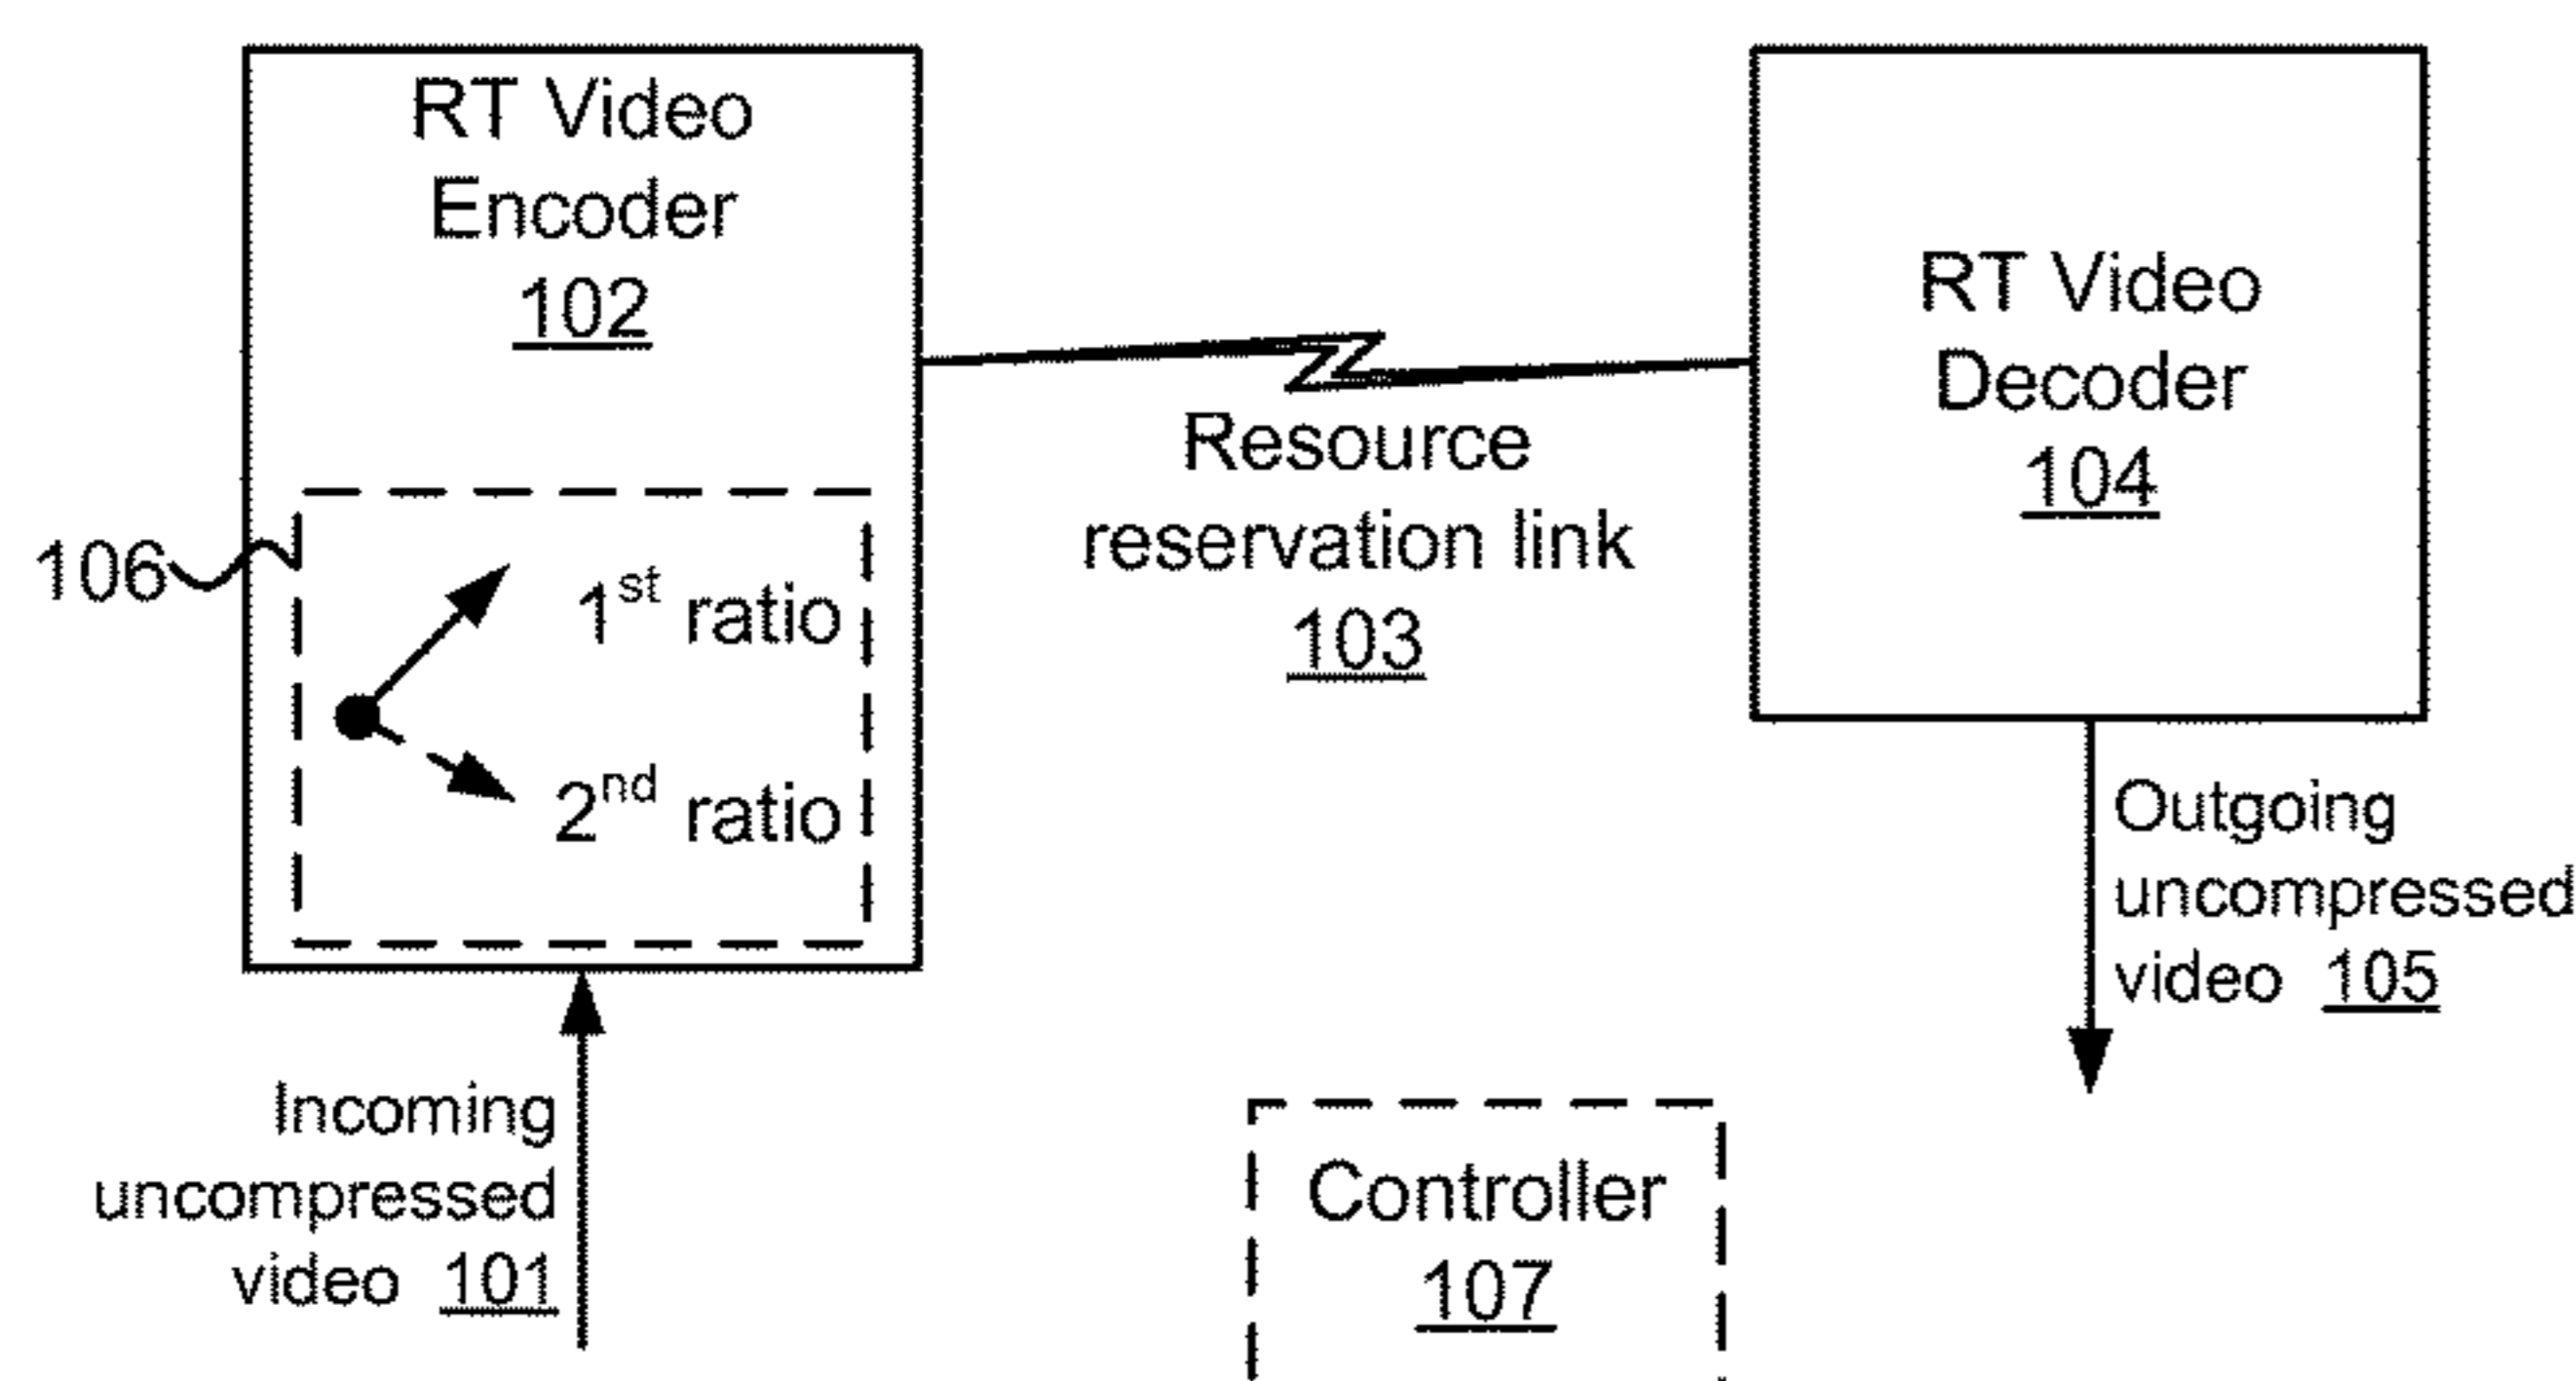 RT Video
Encoder
102
106
1st ratio
2nd ratio
Incoming
uncompressed
video 101
Resource
reservation link
103
RT Video
Decoder
104
Outgoing
uncompressed
video 105
Controller
107